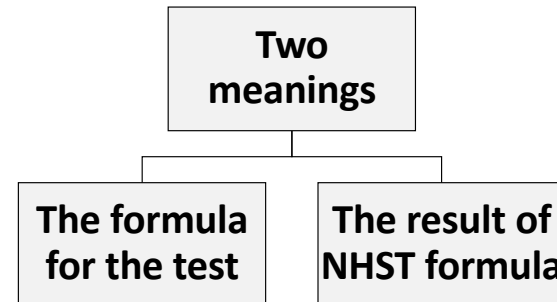 Two
meanings
The formula
for the test
The result of
NHST formula